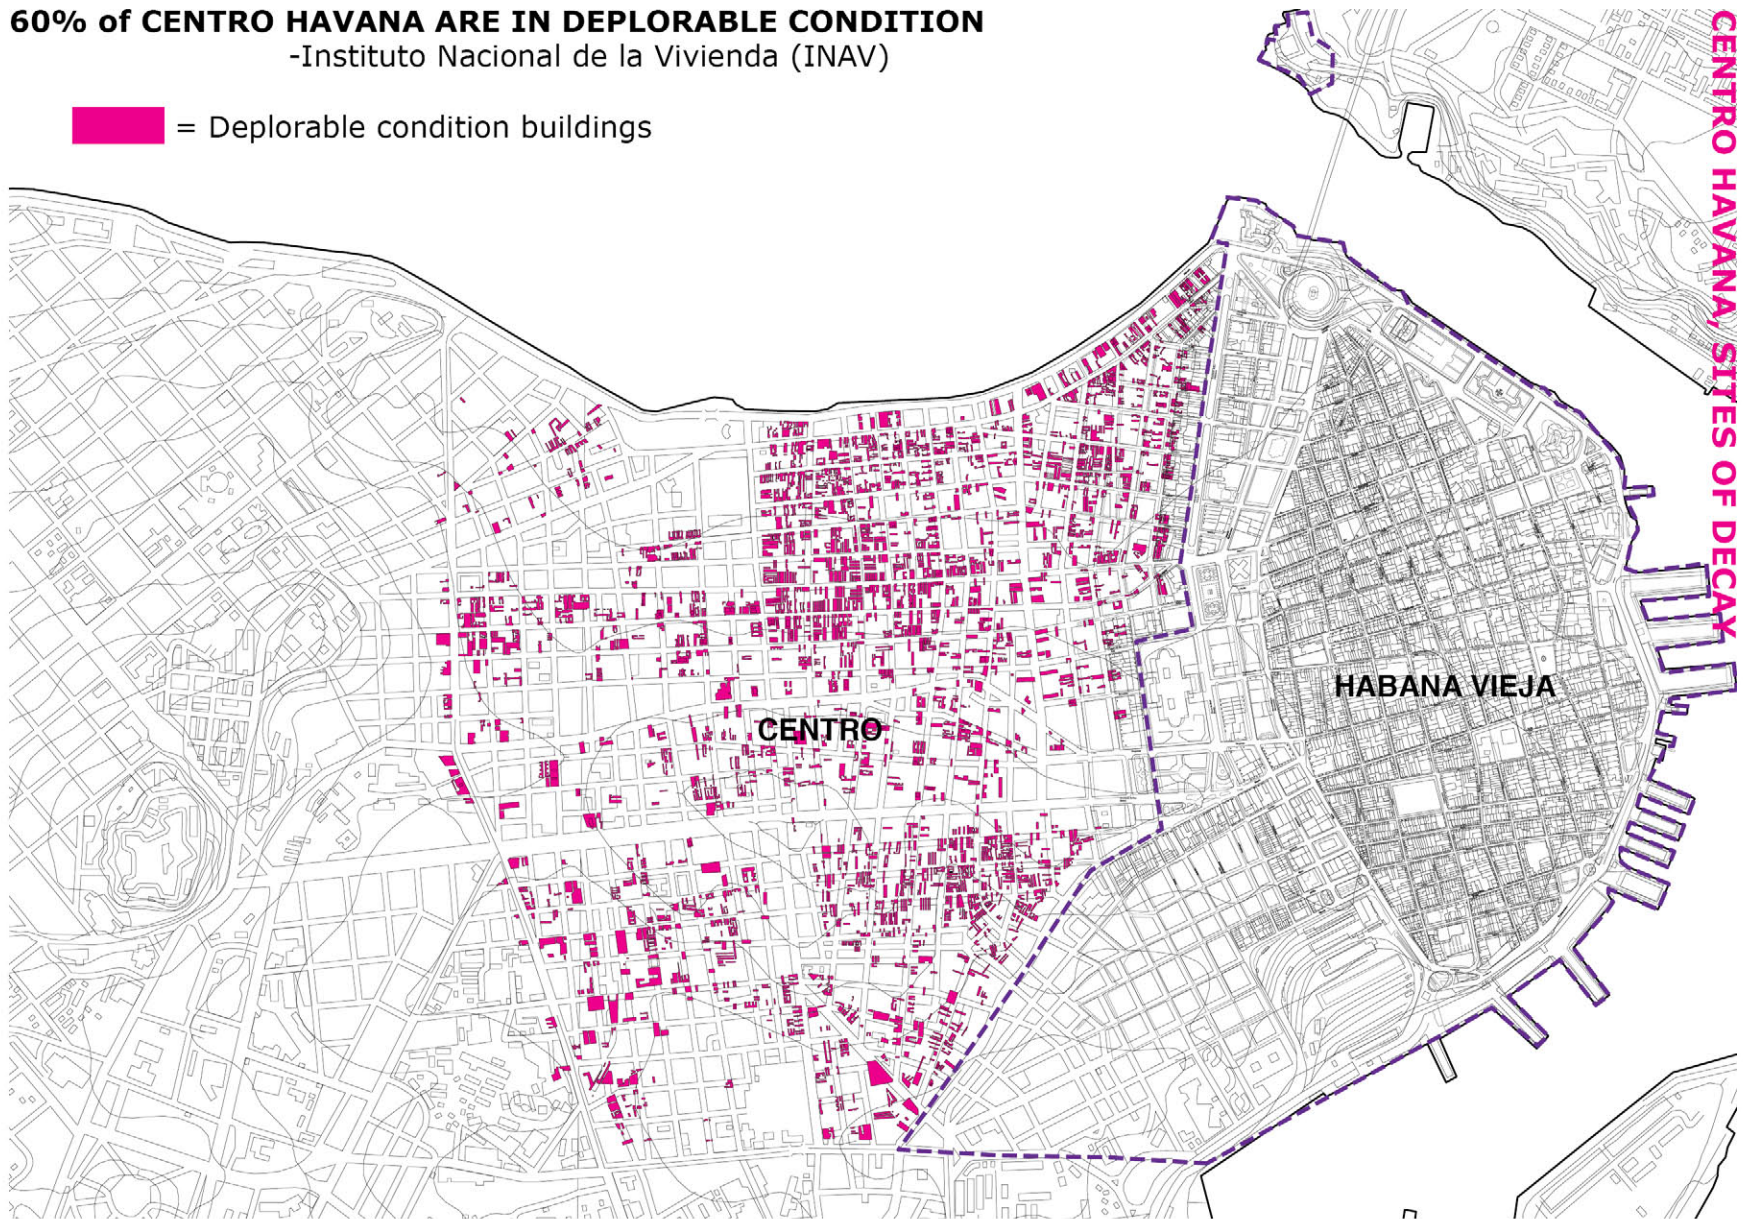 60% of CENTRO HAVANA ARE IN DEPLORABLE CONDITION
-Instituto Nacional de la Vivienda (INAV)
= Deplorable condition buildings
CENTRO HAVANA, SITES OF DECAY
HABANA VIEJA
CENTRO